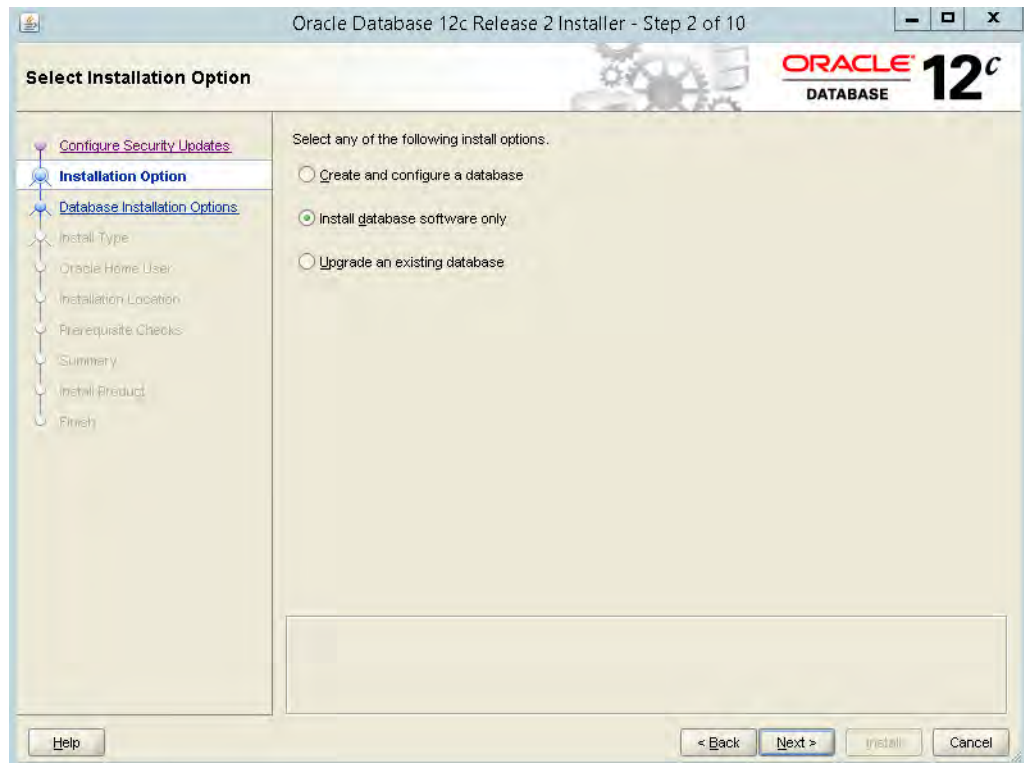 Oracle Database 12c Release 2 Installer - Step 2 of 10
Select Installation Option
ORACLE
DATABASE
12c
Configure Security Updates
Installation Option
Database Installation Options
Install Type
Oracle Home User
Installation Location
Prerequisite Checks
Summary
Install Product
Finish
Select any of the following install options.
Create and configure a database
Install database software only
Upgrade an existing database
Help
< Back
Next >
Install
Cancel